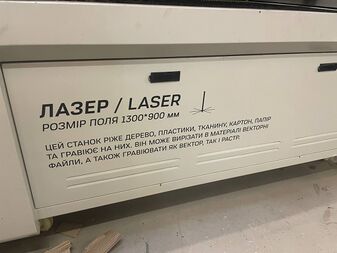 ЛАЗЕР / LASER
РОЗМІР ПОЛЯ 1300*900 ММ
ЦЕЙ СТАНОК РІЖЕ ДЕРЕВО, ПЛАСТИКИ, ТКАНИНУ, КАРТОН, ПАПІР
ТА ГРАВІЮЄ НА НИХ. ВІН МОЖЕ ВИРІЗАТИ В МАТЕРІАЛІ ВЕКТОРНІ
ФАЙЛИ, А ТАКОЖ ГРАВІЮВАТИ ЯК ВЕКТОР, ТАК І РАСТР.